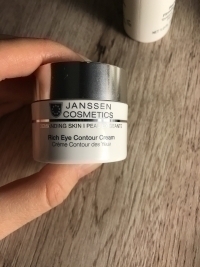 JANSSEN
COSMETICS
Rich Eye Contour Cream
Crème Contour des Yeux